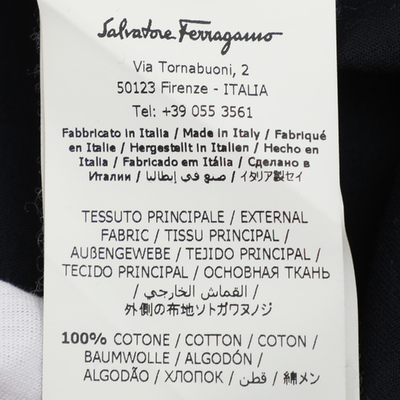 Salvatore Ferragamo
Via Tornabuoni, 2
50123 Firenze - ITALIA
Tel: +39 055 3561
Fabbricato in Italia / Made in Italy / Fabriqué
en Italie / Hergestellt in Italien / Hecho en
Italia / Fabricado em Itália / Сделано в
Италии / صنع في إيطاليا / イタリア製セイ
TESSUTO PRINCIPALE / EXTERNAL
FABRIC / TISSU PRINCIPAL /
AUßENGEWEBE / TEJIDO PRINCIPAL /
TECIDO PRINCIPAL / ОСНОВНАЯ ТКАНЬ
/ القماش الخارجي /
外側の布地ソトガワヌノジ
100% COTONE / COTTON / COTON /
BAUMWOLLE / ALGODÓN /
ALGODÃO / ХЛОПОК / قطن / 綿メン